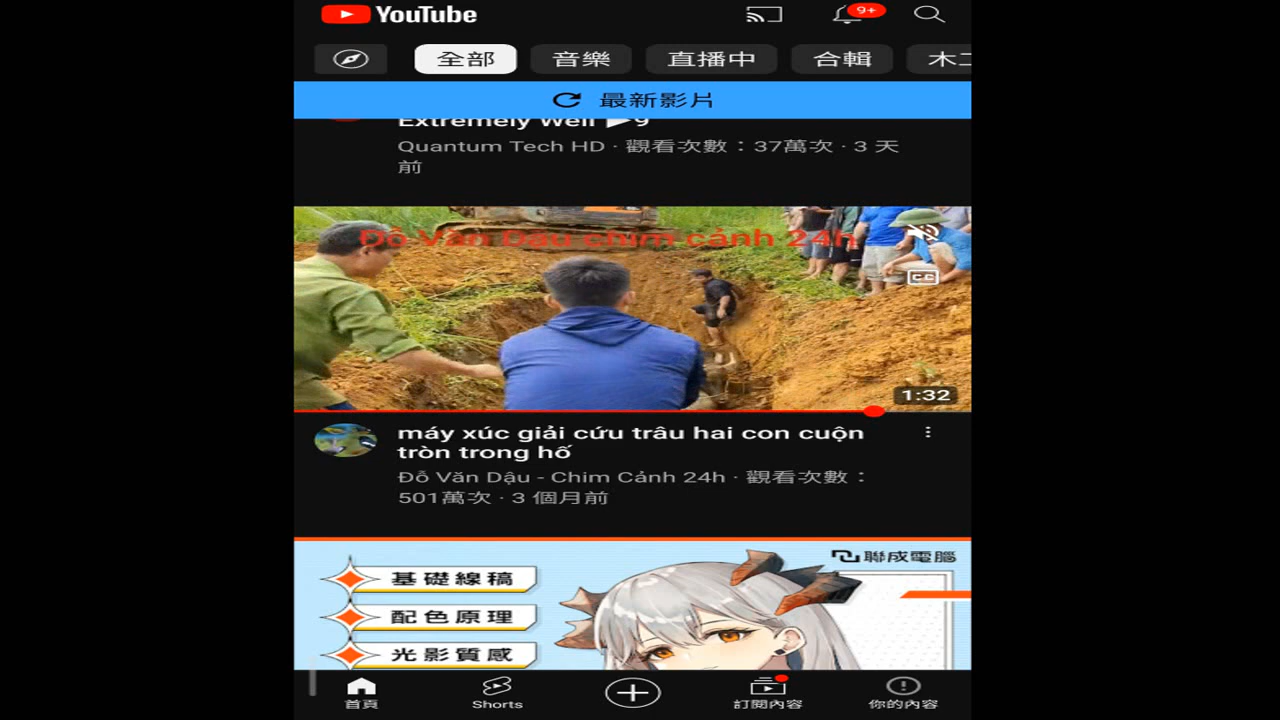 YouTube
9+
全部 音樂 直播中 合輯
最新影片
Extremely Well ▶9
Quantum Tech HD · 觀看次數：37萬次 · 3 天
前
Đỗ Văn Dậu chim cảnh 24h
CC
1:32
máy xúc giải cứu trâu hai con cuộn
tròn trong hố
Đỗ Văn Dậu - Chim Cảnh 24h · 觀看次數：
501萬次 · 3 個月前
聯成電腦
基礎線稿
配色原理
光影質感
首頁 Shorts 訂閱內容 你的內容